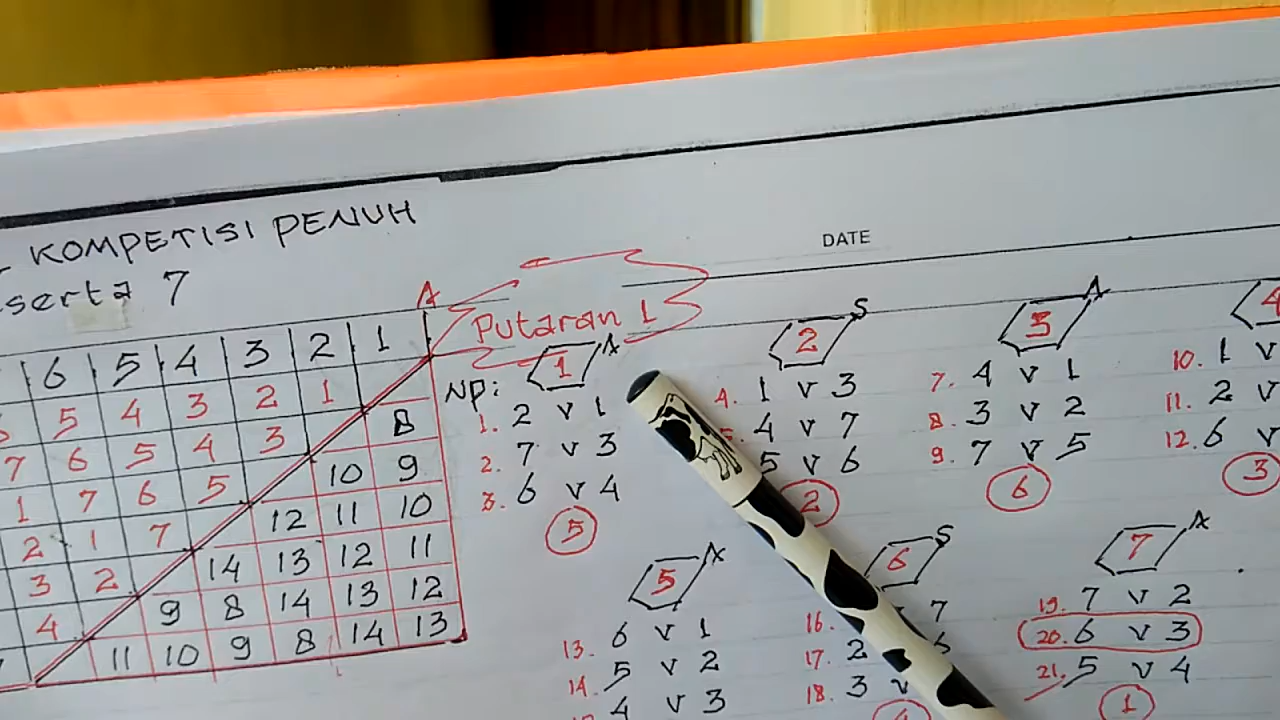 KOMPETISI PENUH
DATE
serta 7
A
Putaran 1
6 5 4 3 2 1
5 4 3 2 1
8
7 6 5 4 3
10 9
1 7 6 5
12 11 10
2 1 7
14 13 12 11
3 2
9 8 14 13 12
4
11 10 9 8 14 13
NP:
1 A
1. 2 v 1
2. 7 v 3
3. 6 v 4
5
2 S
4. 1 v 3
4 v 7
5 v 6
2
3 A
7. 4 v 1
8. 3 v 2
9. 7 v 5
6
4
10. 1 v
11. 2 v
12. 6 v
3
5 A
13. 6 v 1
14. 5 v 2
4 v 3
6 S
16. 7
17. 2
18. 3 v
7 A
19. 7 v 2
20. 6 v 3
21. 5 v 4
1